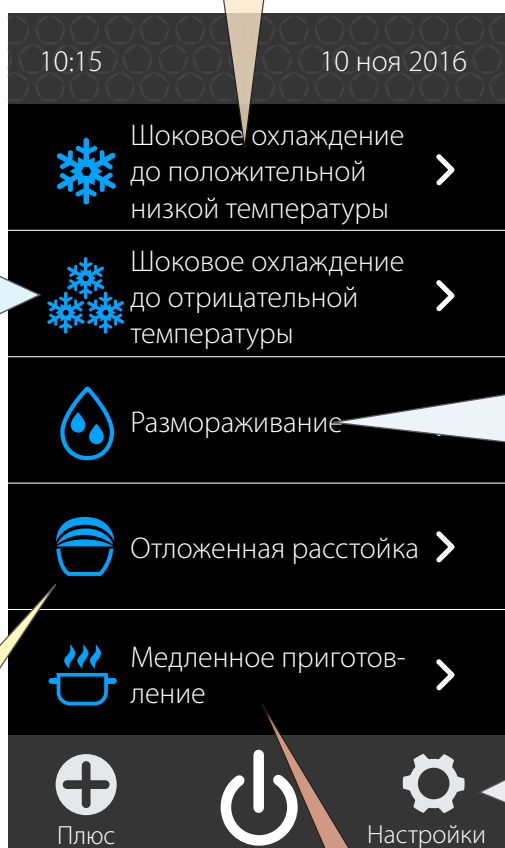 10:15 10 ноя 2016
Шоковое охлаждение
до положительной
низкой температуры
Шоковое охлаждение
до отрицательной
температуры
Размораживание
Отложенная расстойка
Медленное приготов-
ление
Плюс Настройки